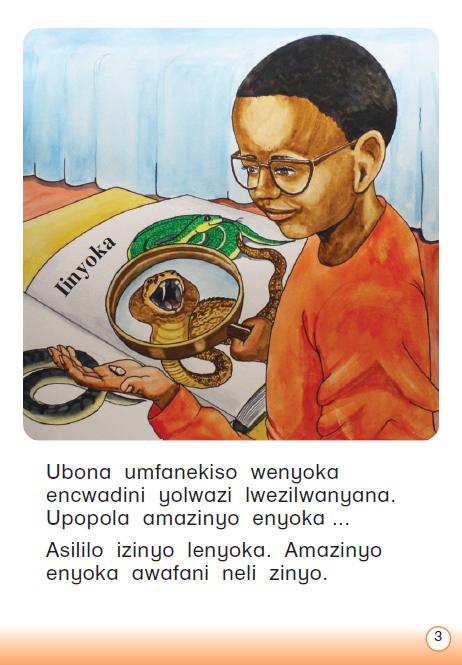 Iinyoka
Ubona umfanekiso wenyoka
encwadini yolwazi lwezilwanyana.
Upopola amazinyo enyoka ...
Asililo izinyo lenyoka. Amazinyo
enyoka awafani neli zinyo.
3